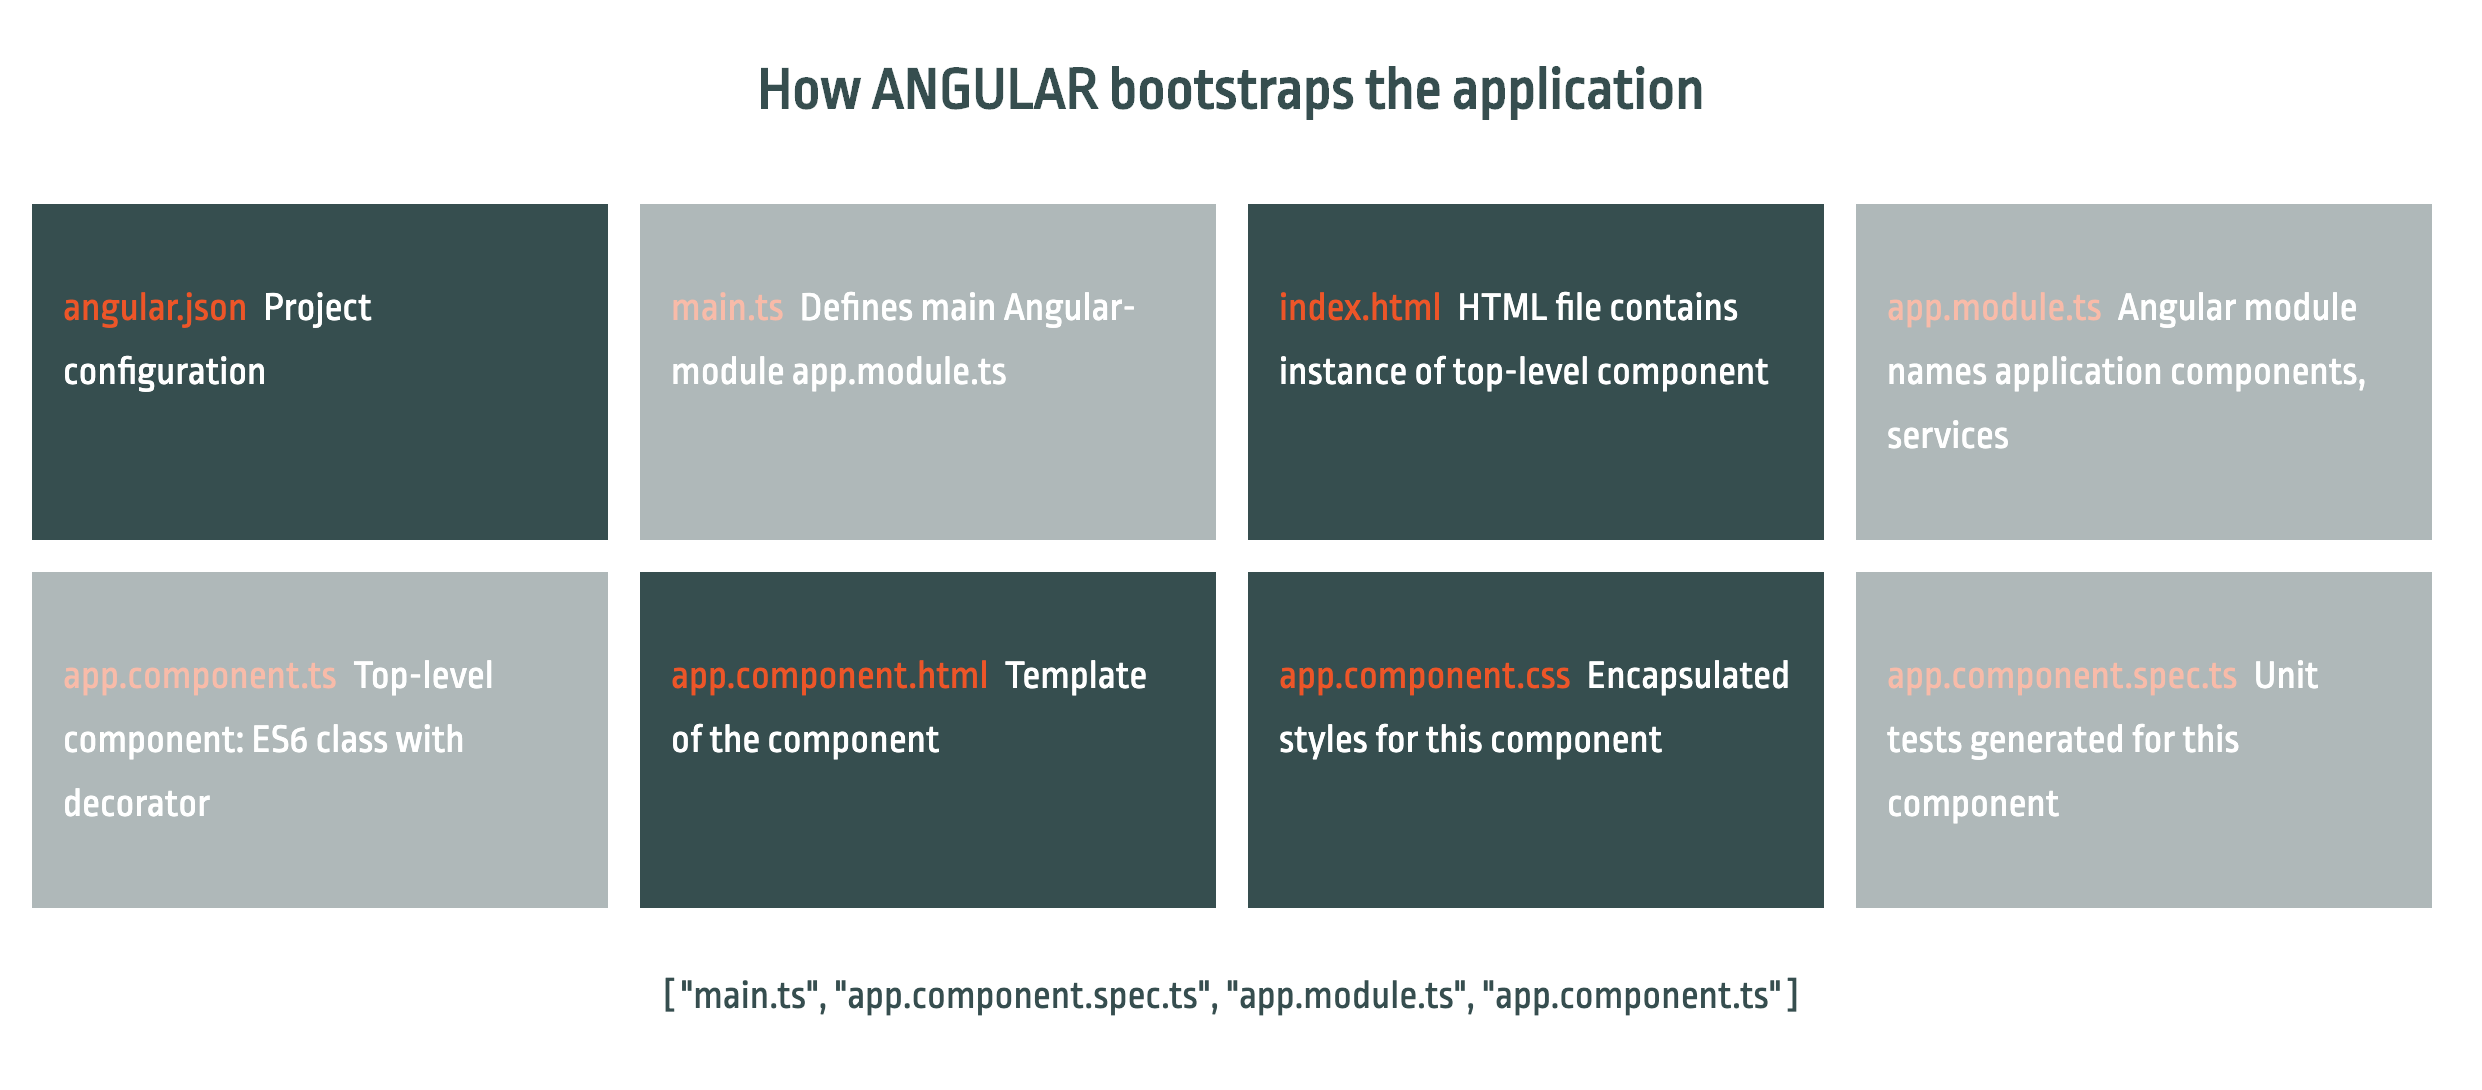 How ANGULAR bootstraps the application
angular.json Project
configuration
main.ts Defines main Angular-
module app.module.ts
index.html HTML file contains
instance of top-level component
app.module.ts Angular module
names application components,
services
app.component.ts Top-level
component: ES6 class with
decorator
app.component.html Template
of the component
app.component.css Encapsulated
styles for this component
app.component.spec.ts Unit
tests generated for this
component
[ "main.ts", "app.component.spec.ts", "app.module.ts", "app.component.ts" ]